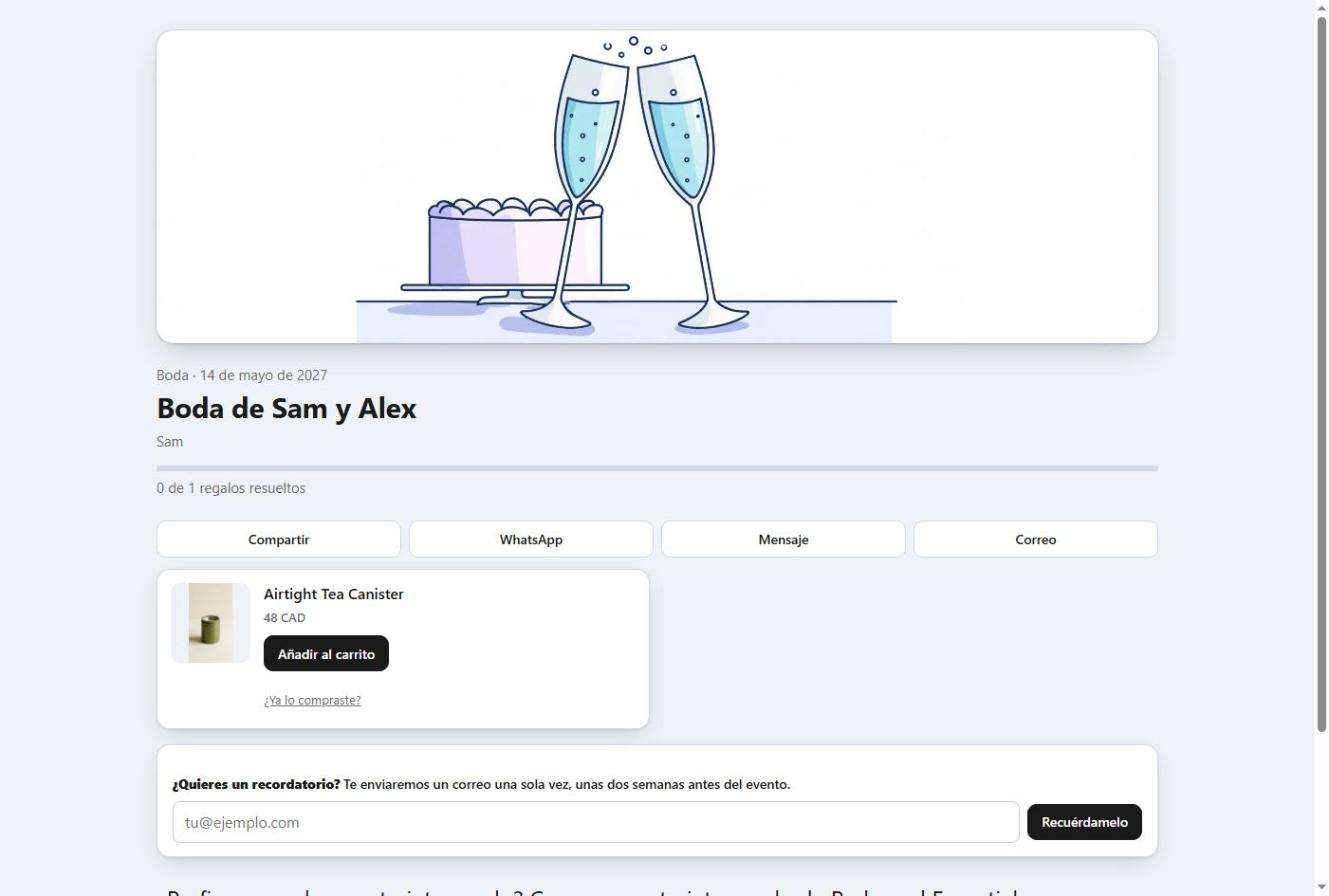 Boda · 14 de mayo de 2027
Boda de Sam y Alex
Sam
0 de 1 regalos resueltos
Compartir
WhatsApp
Mensaje
Correo
Airtight Tea Canister
48 CAD
Añadir al carrito
¿Ya lo compraste?
¿Quieres un recordatorio? Te enviaremos un correo una sola vez, unas dos semanas antes del evento.
tu@ejemplo.com
Recuérdamelo